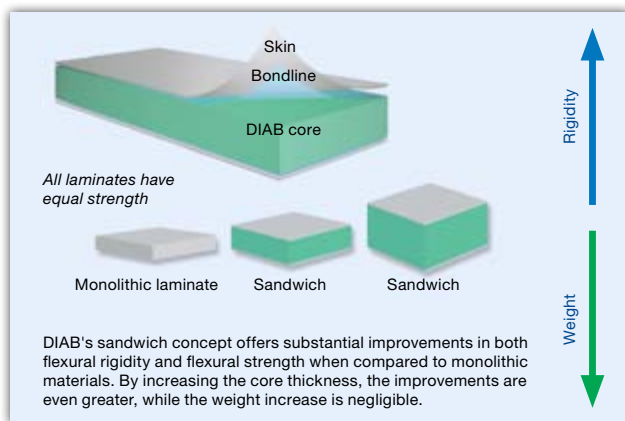 Skin
Bondline
DIAB core
Rigidity
All laminates have
equal strength
Monolithic laminate
Sandwich
Sandwich
Weight
DIAB's sandwich concept offers substantial improvements in both
flexural rigidity and flexural strength when compared to monolithic
materials. By increasing the core thickness, the improvements are
even greater, while the weight increase is negligible.